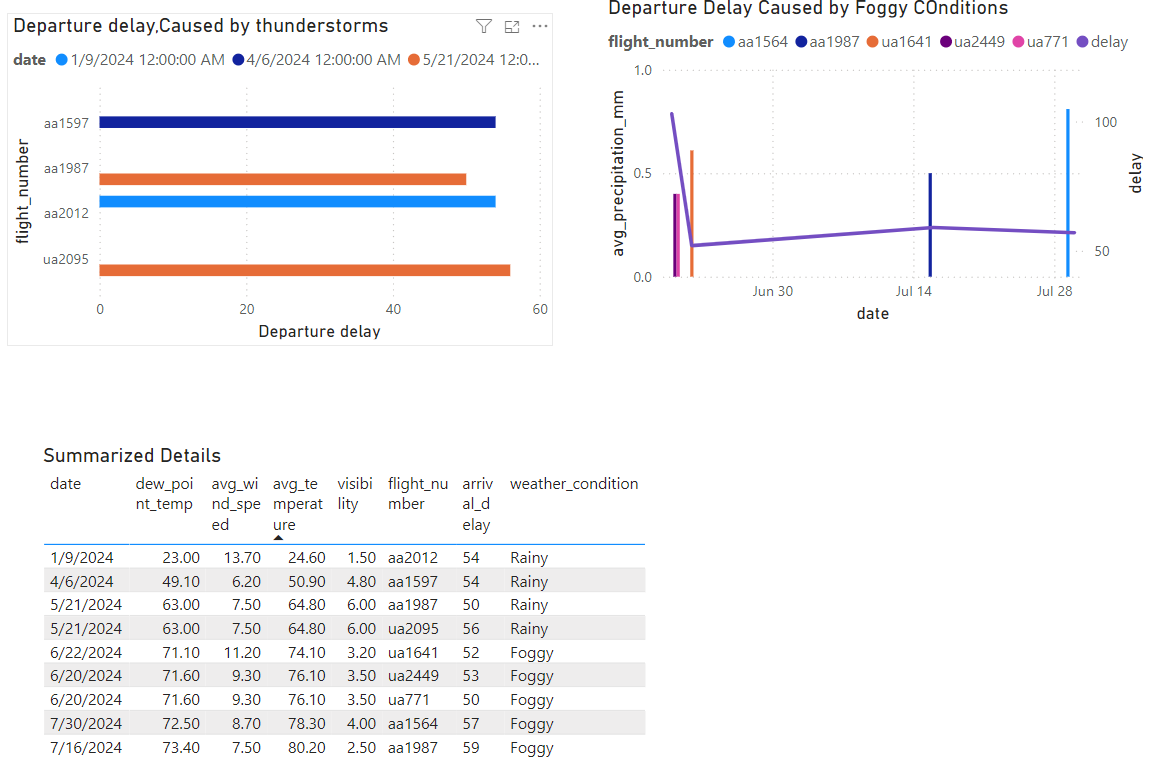 Departure delay,Caused by thunderstorms
date 1/9/2024 12:00:00 AM 4/6/2024 12:00:00 AM 5/21/2024 12:0...
flight_number
aa1597
aa1987
aa2012
ua2095
0 20 40 60
Departure delay
Departure Delay Caused by Foggy COnditions
flight_number aa1564 aa1987 ua1641 ua2449 ua771 delay
avg_precipitation_mm
1.0
0.5
0.0
100
50
delay
Jun 30 Jul 14 Jul 28
date
Summarized Details
date dew_poi avg_wi avg_te visibi flight_nu arriv weather_condition
nt_temp nd_spe mperat lity mber al_d
ed ure elay
1/9/2024 23.00 13.70 24.60 1.50 aa2012 54 Rainy
4/6/2024 49.10 6.20 50.90 4.80 aa1597 54 Rainy
5/21/2024 63.00 7.50 64.80 6.00 aa1987 50 Rainy
5/21/2024 63.00 7.50 64.80 6.00 ua2095 56 Rainy
6/22/2024 71.10 11.20 74.10 3.20 ua1641 52 Foggy
6/20/2024 71.60 9.30 76.10 3.50 ua2449 53 Foggy
6/20/2024 71.60 9.30 76.10 3.50 ua771 50 Foggy
7/30/2024 72.50 8.70 78.30 4.00 aa1564 57 Foggy
7/16/2024 73.40 7.50 80.20 2.50 aa1987 59 Foggy